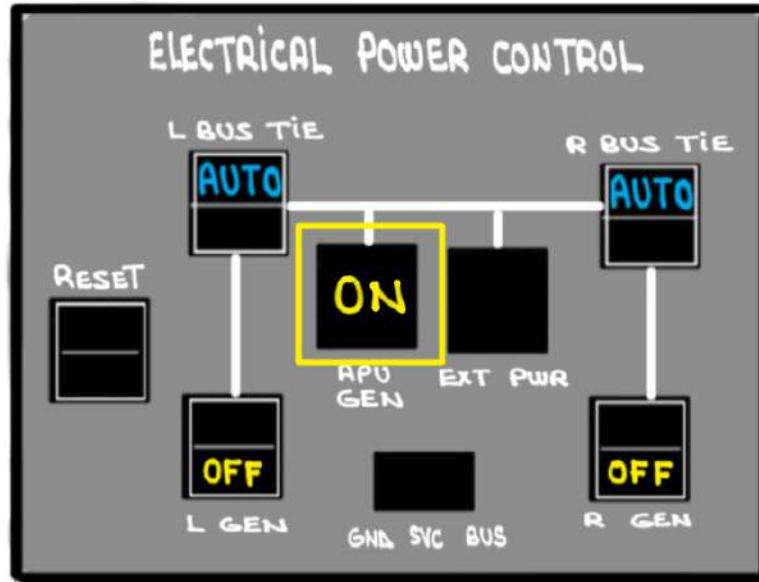 ELECTRICAL POWER CONTROL
L BUS TiE
R BUS TiE
AUTO
AUTO
RESET
ON
APU
GEN
EXT PWR
OFF
OFF
L GEN
R GEN
GND SVC BUS